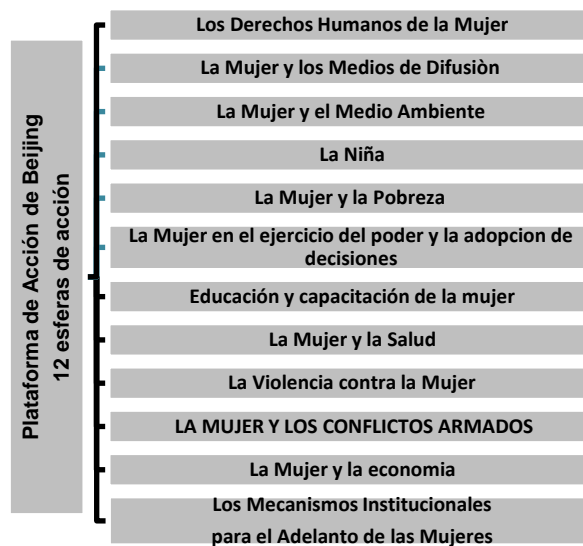 Plataforma de Acción de Beijing
12 esferas de acción
Los Derechos Humanos de la Mujer
La Mujer y los Medios de Difusiòn
La Mujer y el Medio Ambiente
La Niña
La Mujer y la Pobreza
La Mujer en el ejercicio del poder y la adopcion de
decisiones
Educación y capacitación de la mujer
La Mujer y la Salud
La Violencia contra la Mujer
LA MUJER Y LOS CONFLICTOS ARMADOS
La Mujer y la economia
Los Mecanismos Institucionales
para el Adelanto de las Mujeres